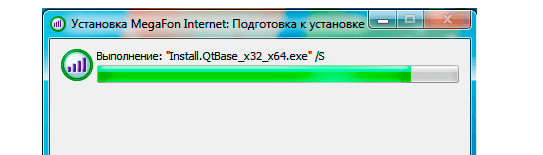 Установка MegaFon Internet: Подготовка к установке
Выполнение: "Install.QtBase_x32_x64.exe" /S